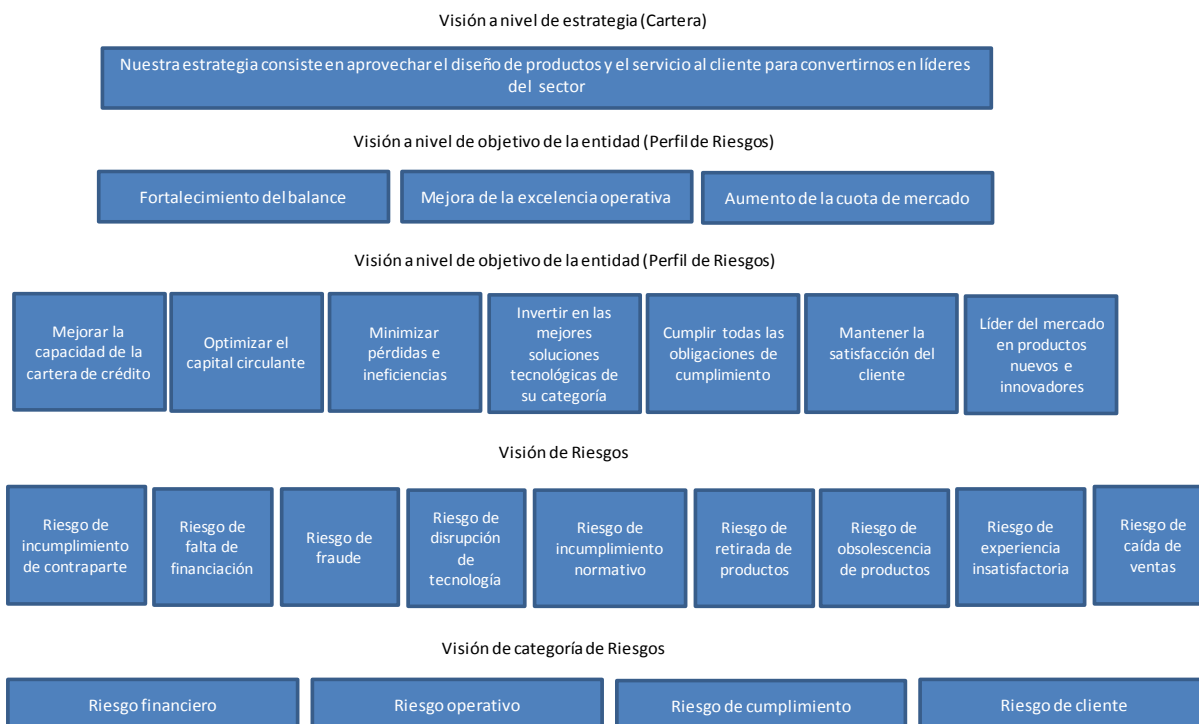 Visión a nivel de estrategia (Cartera)
Nuestra estrategia consiste en aprovechar el diseño de productos y el servicio al cliente para convertirnos en líderes
del sector
Visión a nivel de objetivo de la entidad (Perfil de Riesgos)
Fortalecimiento del balance
Mejora de la excelencia operativa
Aumento de la cuota de mercado
Visión a nivel de objetivo de la entidad (Perfil de Riesgos)
Mejorar la
capacidad de la
cartera de crédito
Optimizar el
capital circulante
Minimizar
pérdidas e
ineficiencias
Invertir en las
mejores
soluciones
tecnológicas de
su categoría
Cumplir todas las
obligaciones de
cumplimiento
Mantener la
satisfacción del
cliente
Líder del mercado
en productos
nuevos e
innovadores
Visión de Riesgos
Riesgo de
incumplimiento
de contraparte
Riesgo de
falta de
financiación
Riesgo de
fraude
Riesgo de
disrupción
de
tecnología
Riesgo de
incumplimiento
normativo
Riesgo de
retirada de
productos
Riesgo de
obsolescencia
de productos
Riesgo de
experiencia
insatisfactoria
Riesgo de
caída de
ventas
Visión de categoría de Riesgos
Riesgo financiero
Riesgo operativo
Riesgo de cumplimiento
Riesgo de cliente